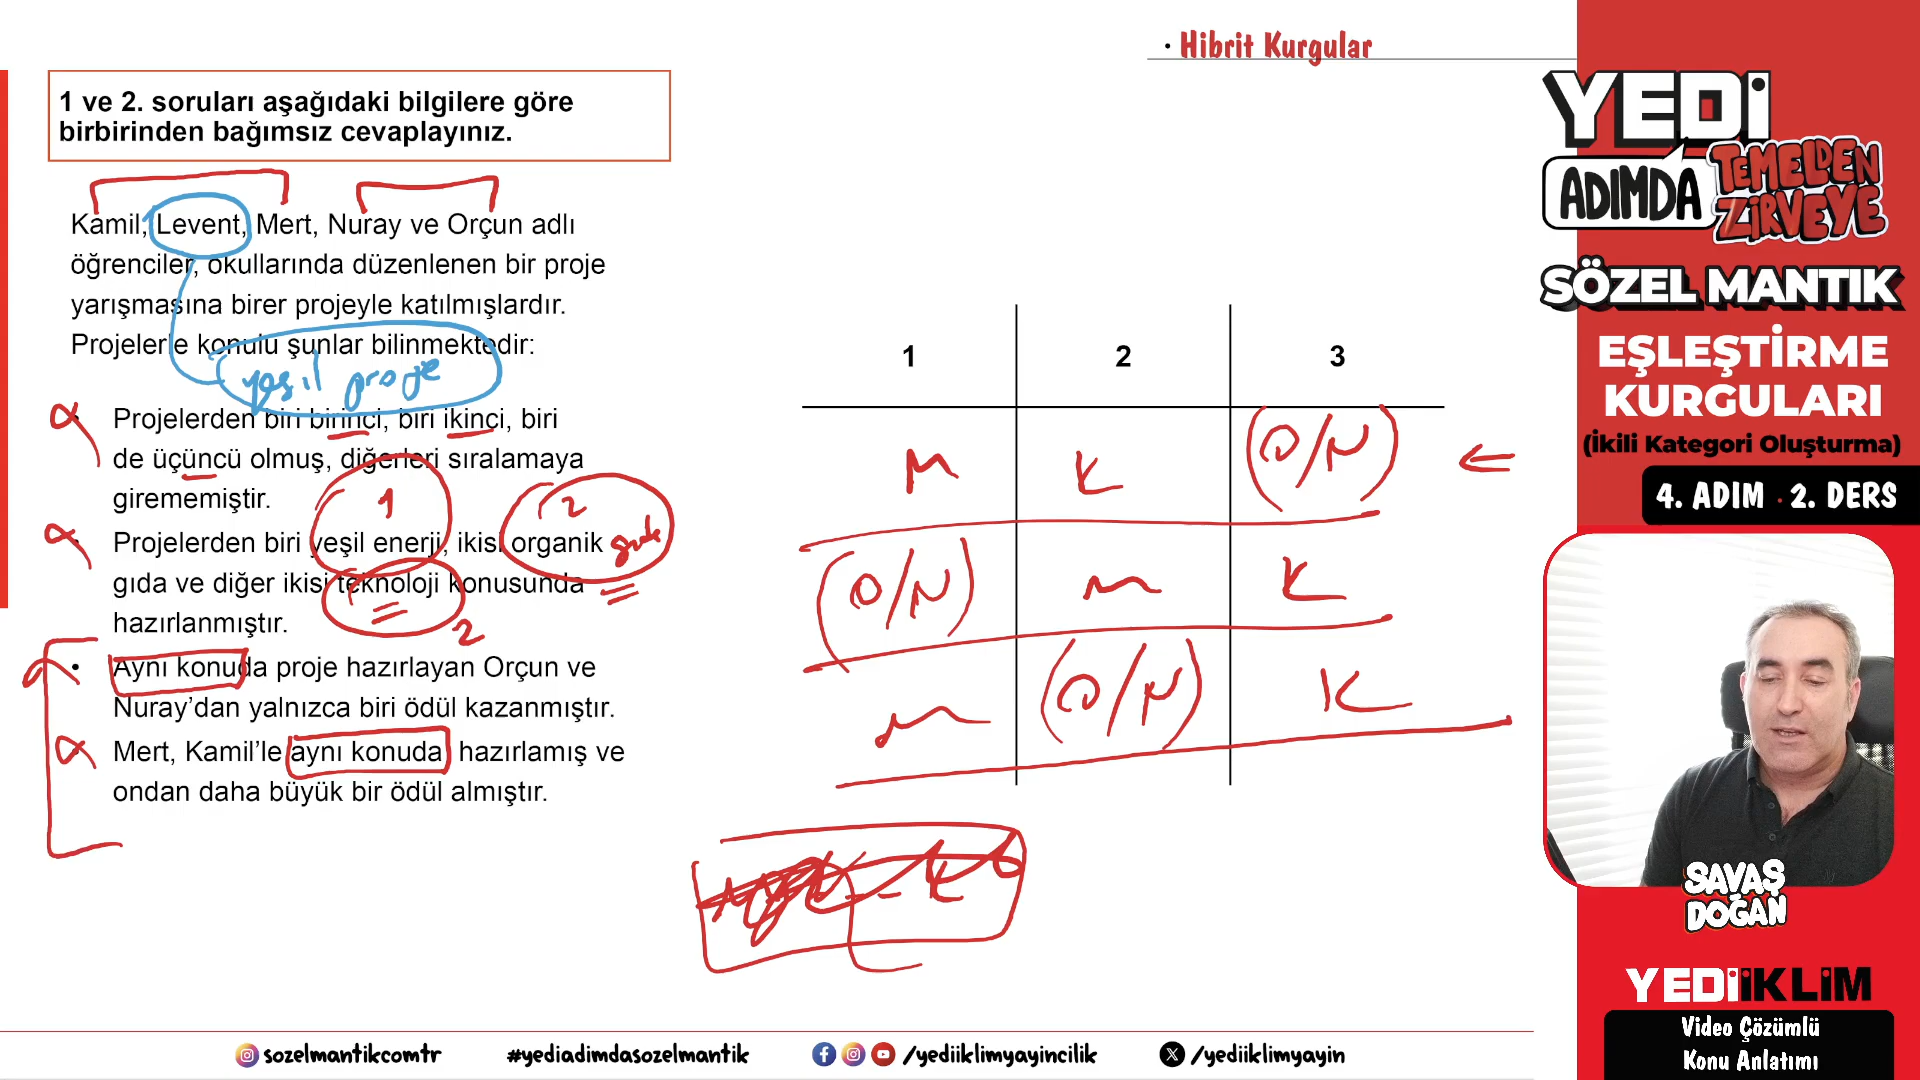 · Hibrit Kurgular
1 ve 2. soruları aşağıdaki bilgilere göre
birbirinden bağımsız cevaplayınız.
Kamil, Levent, Mert, Nuray ve Orçun adlı
öğrenciler, okullarında düzenlenen bir proje
yarışmasına birer projeyle katılmışlardır.
Projelerle konulu şunlar bilinmektedir:
yeşil proje
Projelerden biri birinci, biri ikinci, biri
de üçüncü olmuş, diğerleri sıralamaya
girememiştir.
1
2
Projelerden biri yeşil enerji, ikisi organik
gıda ve diğer ikisi teknoloji konusunda
hazırlanmıştır.
2
• Aynı konuda proje hazırlayan Orçun ve
Nuray’dan yalnızca biri ödül kazanmıştır.
Mert, Kamil’le aynı konuda hazırlamış ve
ondan daha büyük bir ödül almıştır.
1 2 3
M K (O/N)
(O/N) M K
M (O/N) K
YEDİ
ADIMDA
TEMELDEN
ZİRVEYE
SÖZEL MANTIK
EŞLEŞTİRME
KURGULARI
(İkili Kategori Oluşturma)
4. ADIM · 2. DERS
SAVAŞ
DOĞAN
YEDİİKLİM
Video Çözümlü
Konu Anlatımı
sozelmantikcomtr #yediadimdasozelmantik /yediiklimyayincilik X /yediiklimyayin